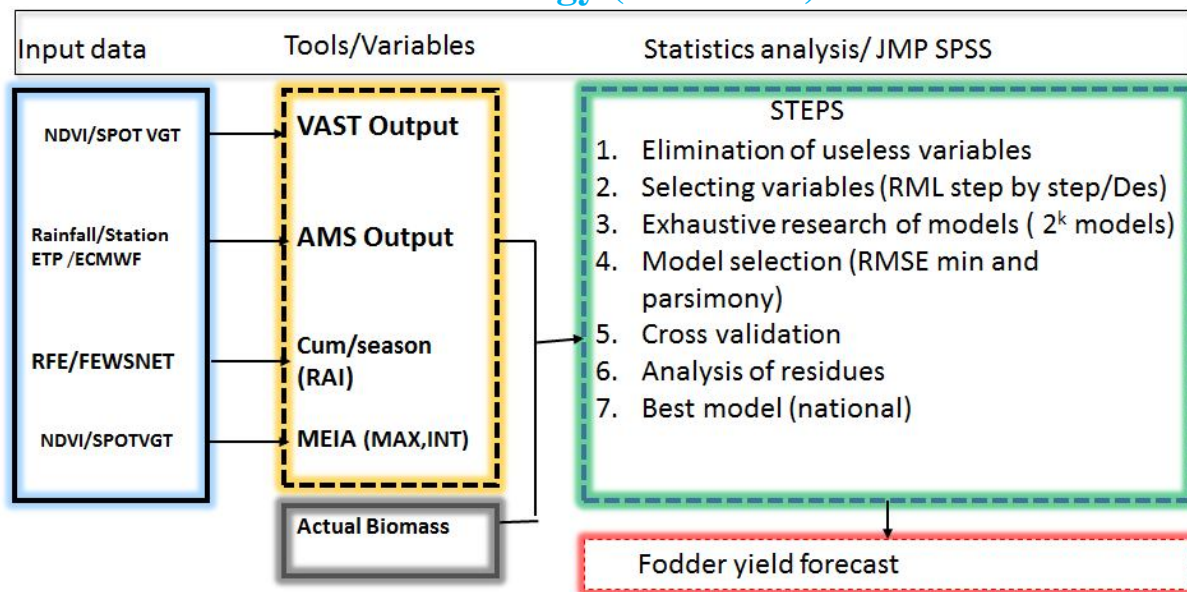 Input data
Tools/Variables
Statistics analysis/ JMP SPSS
NDVI/SPOT VGT
Rainfall/Station
ETP /ECMWF
RFE/FEWSNET
NDVI/SPOTVGT
VAST Output
AMS Output
Cum/season
(RAI)
MEIA (MAX,INT)
Actual Biomass
STEPS
1. Elimination of useless variables
2. Selecting variables (RML step by step/Des)
3. Exhaustive research of models ( 2ᵏ models)
4. Model selection (RMSE min and
parsimony)
5. Cross validation
6. Analysis of residues
7. Best model (national)
Fodder yield forecast